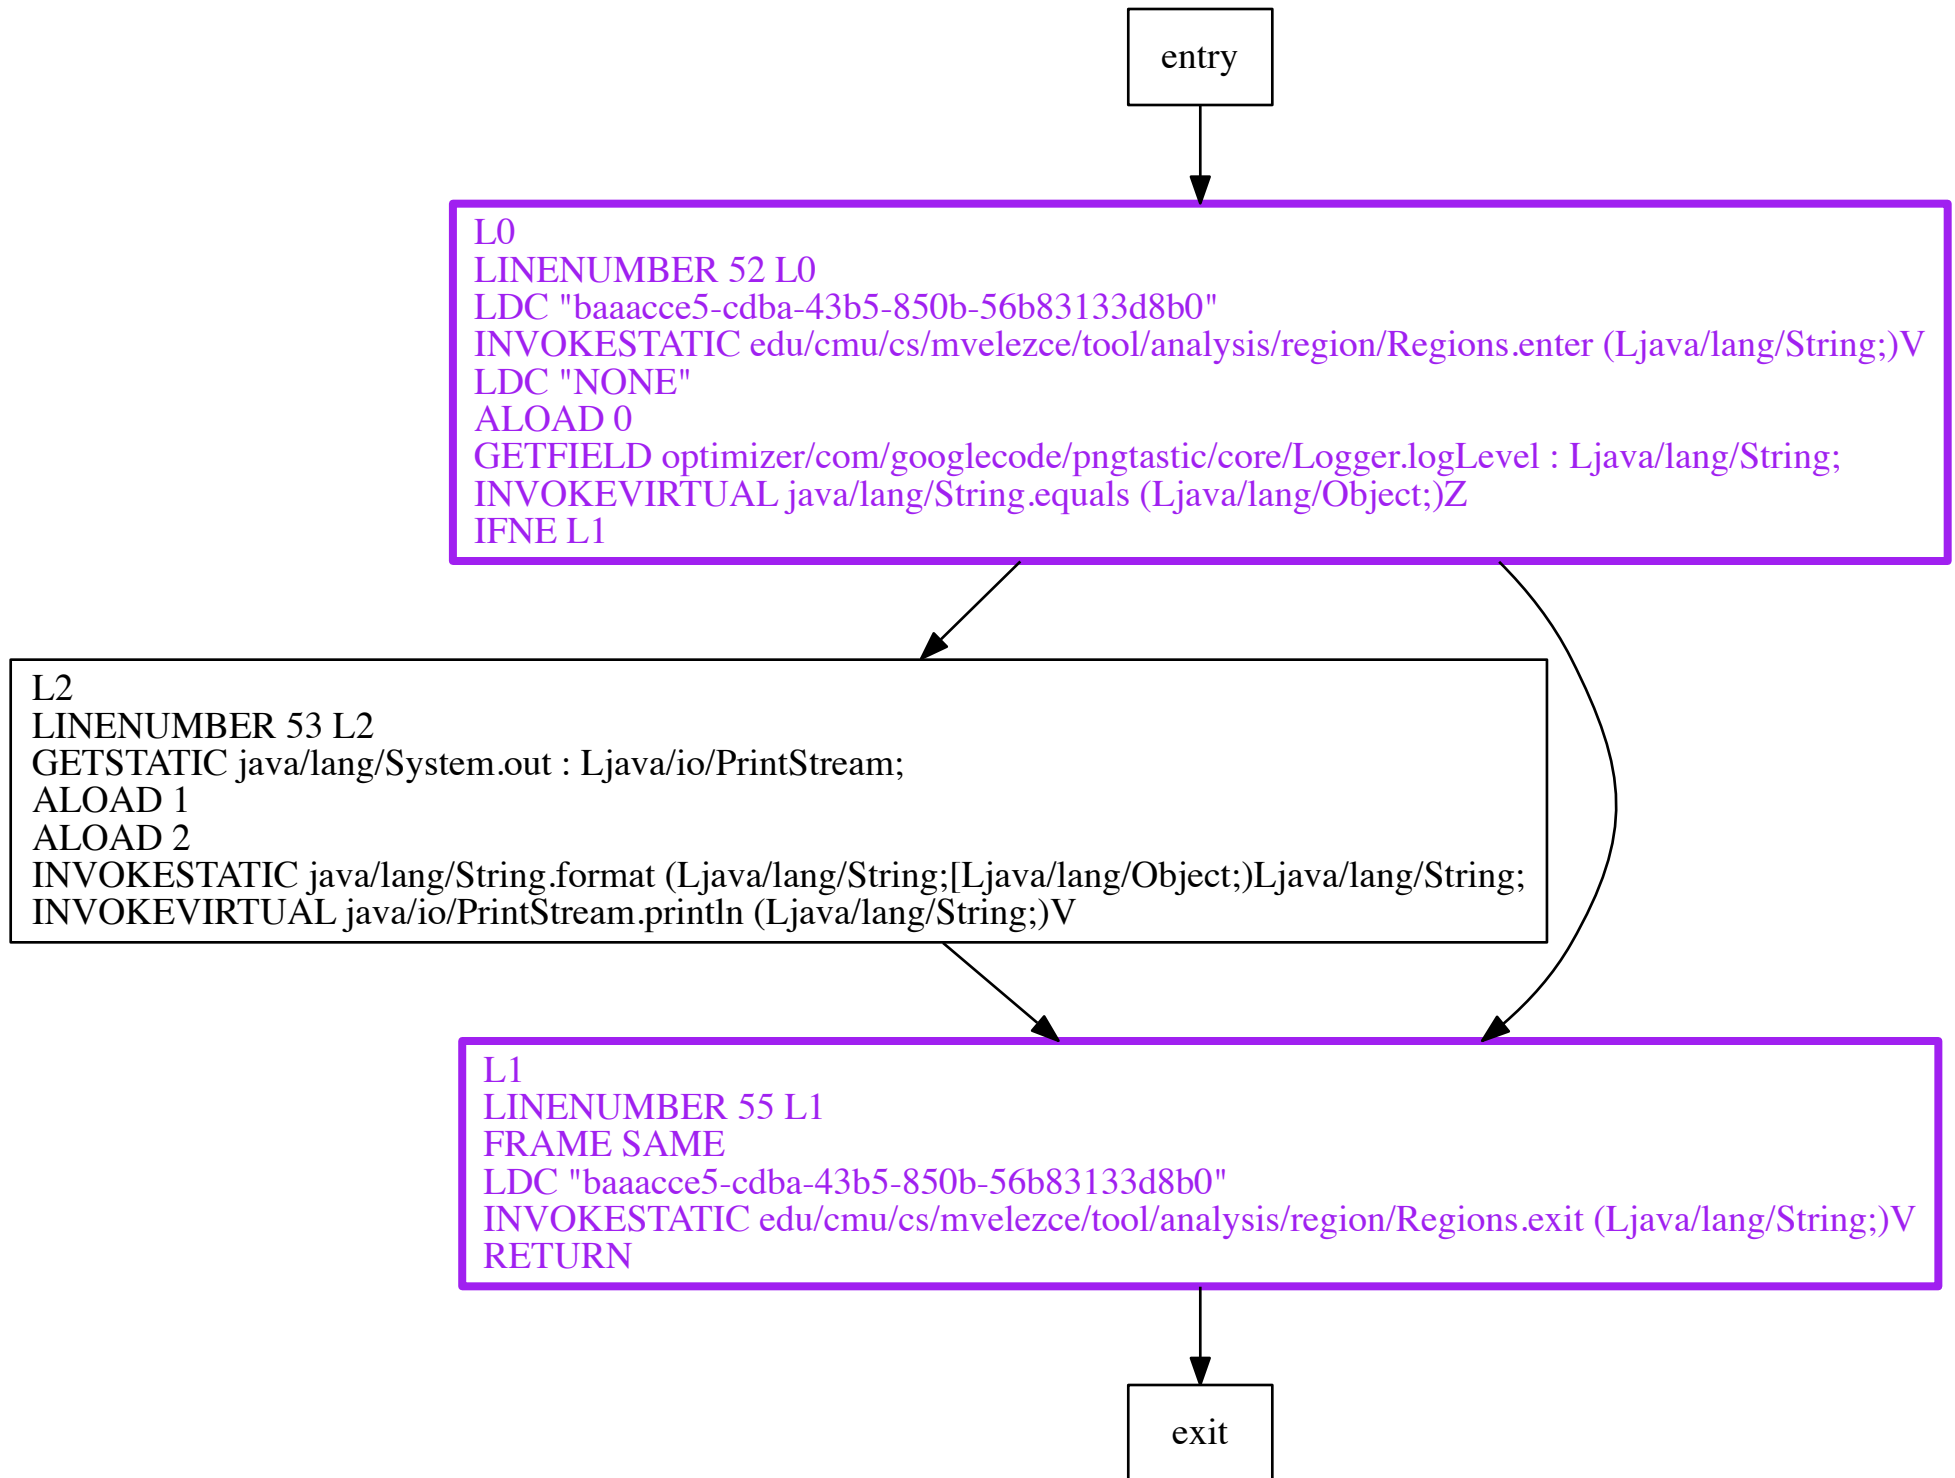 entry
L0
LINENUMBER 52 L0
LDC "baaacce5-cdba-43b5-850b-56b83133d8b0"
INVOKESTATIC edu/cmu/cs/mvelezce/tool/analysis/region/Regions.enter (Ljava/lang/String;)V
LDC "NONE"
ALOAD 0
GETFIELD optimizer/com/googlecode/pngtastic/core/Logger.logLevel : Ljava/lang/String;
INVOKEVIRTUAL java/lang/String.equals (Ljava/lang/Object;)Z
IFNE L1
L2
LINENUMBER 53 L2
GETSTATIC java/lang/System.out : Ljava/io/PrintStream;
ALOAD 1
ALOAD 2
INVOKESTATIC java/lang/String.format (Ljava/lang/String;[Ljava/lang/Object;)Ljava/lang/String;
INVOKEVIRTUAL java/io/PrintStream.println (Ljava/lang/String;)V
L1
LINENUMBER 55 L1
FRAME SAME
LDC "baaacce5-cdba-43b5-850b-56b83133d8b0"
INVOKESTATIC edu/cmu/cs/mvelezce/tool/analysis/region/Regions.exit (Ljava/lang/String;)V
RETURN
exit